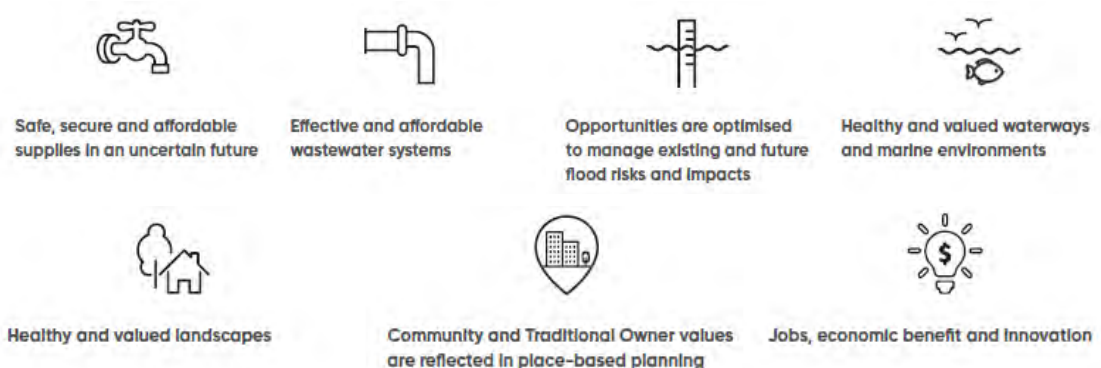 Safe, secure and affordable
supplies in an uncertain future
Effective and affordable
wastewater systems
Opportunities are optimised
to manage existing and future
flood risks and impacts
Healthy and valued waterways
and marine environments
Healthy and valued landscapes
Community and Traditional Owner values
are reflected in place-based planning
$
Jobs, economic benefit and innovation